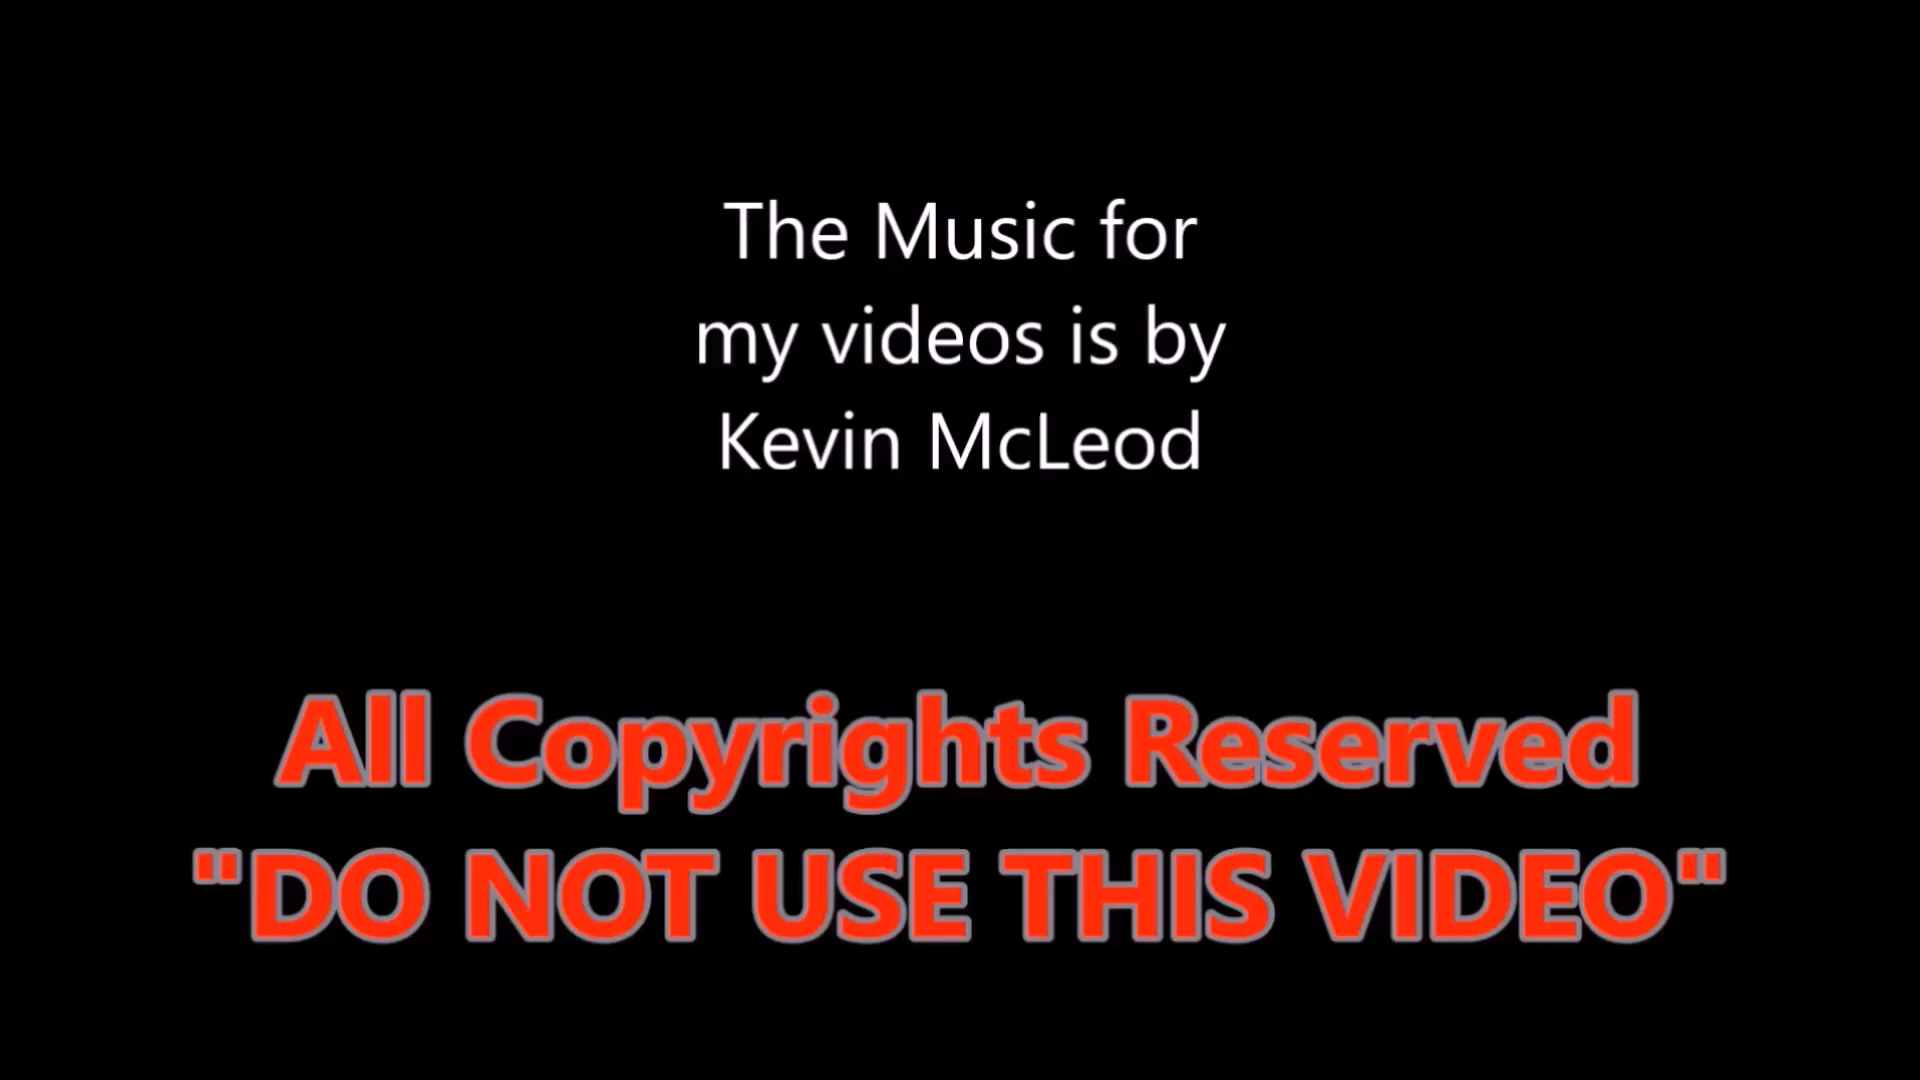 The Music for
my videos is by
Kevin McLeod
All Copyrights Reserved
"DO NOT USE THIS VIDEO"